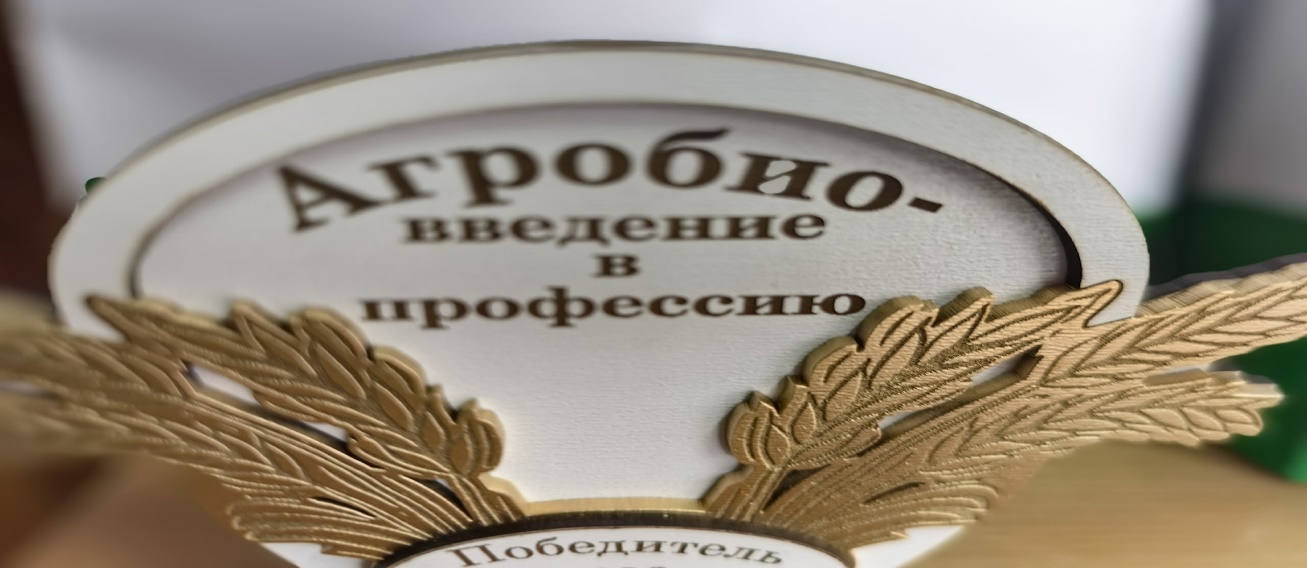 Агробио-
введение
в
профессию
Победитель